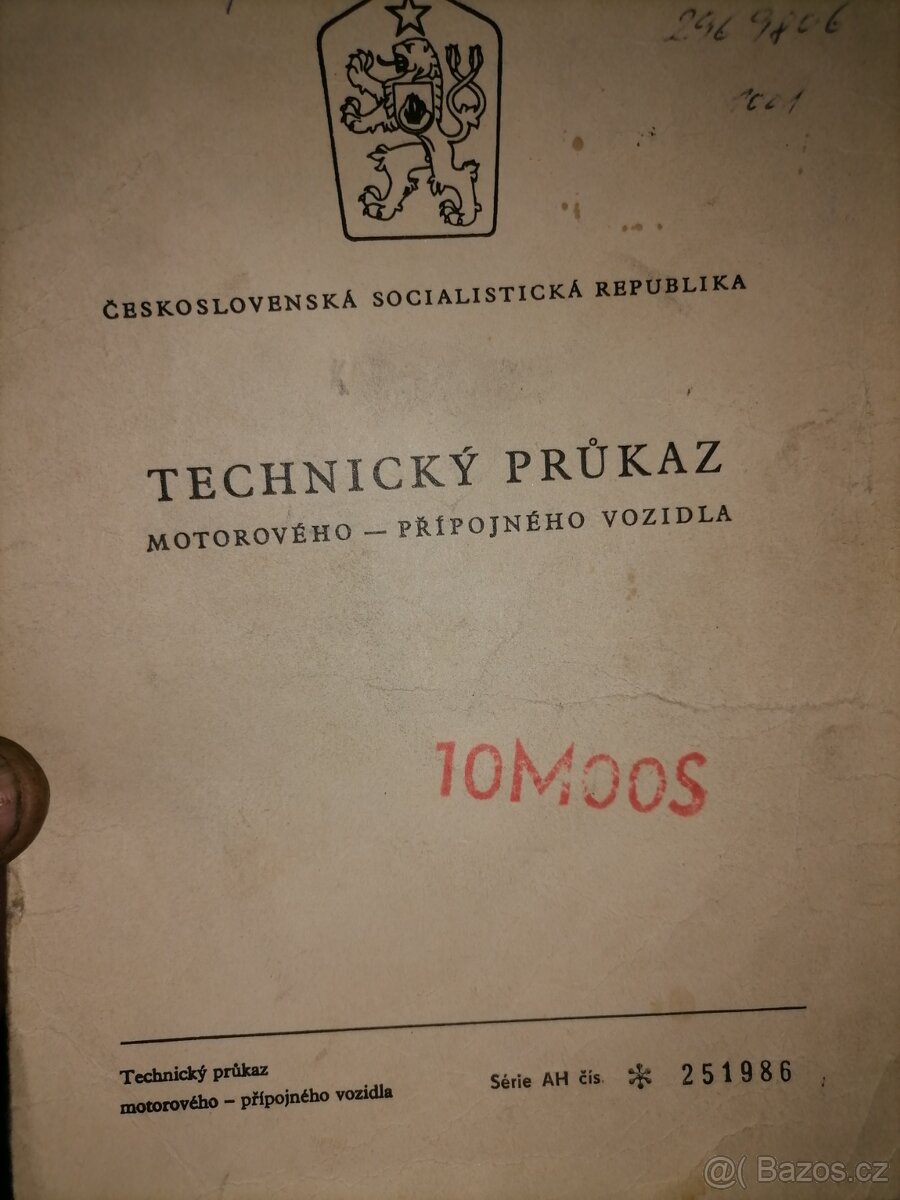 296 9806
ČESKOSLOVENSKÁ SOCIALISTICKÁ REPUBLIKA
TECHNICKÝ PRŮKAZ
MOTOROVÉHO — PŘÍPOJNÉHO VOZIDLA
10MOOS
Technický průkaz
motorového – přípojného vozidla
Série AH čís. ✻ 251986
@( Bazos.cz